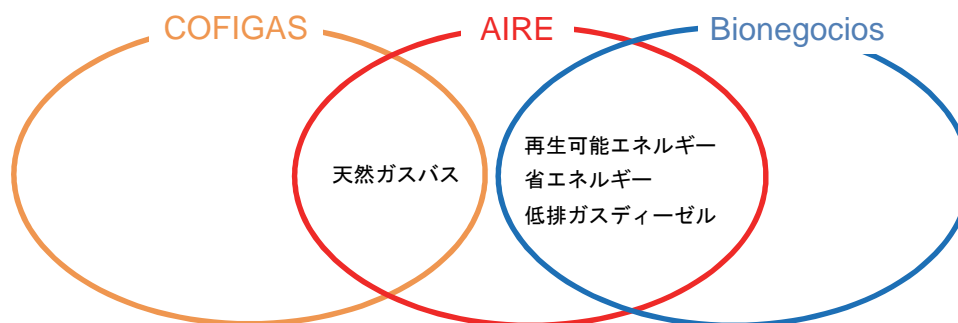 COFIGAS
AIRE
Bionegocios
天然ガスバス
再生可能エネルギー
省エネルギー
低排ガスディーゼル